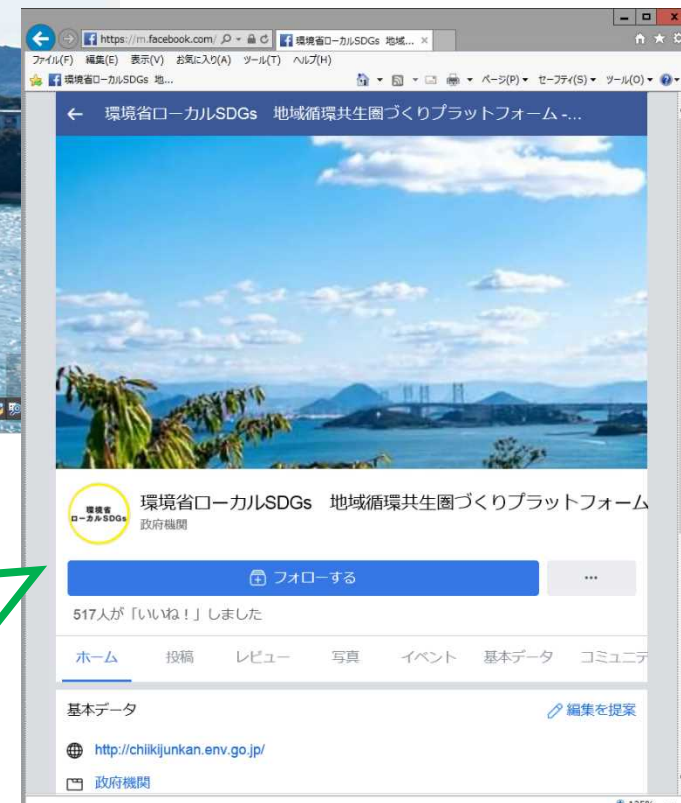 https://m.facebook.com/
環境省ローカルSDGs 地域...
ファイル(F) 編集(E) 表示(V) お気に入り(A) ツール(T) ヘルプ(H)
環境省ローカルSDGs 地...
ページ(P) セーフティ(S) ツール(O)
← 環境省ローカルSDGs 地域循環共生圏づくりプラットフォーム -...
環境省
ローカルSDGs
環境省ローカルSDGs 地域循環共生圏づくりプラットフォーム
政府機関
フォローする
...
517人が「いいね!」しました
ホーム 投稿 レビュー 写真 イベント 基本データ コミュニテ
基本データ
編集を提案
http://chiikijunkan.env.go.jp/
政府機関